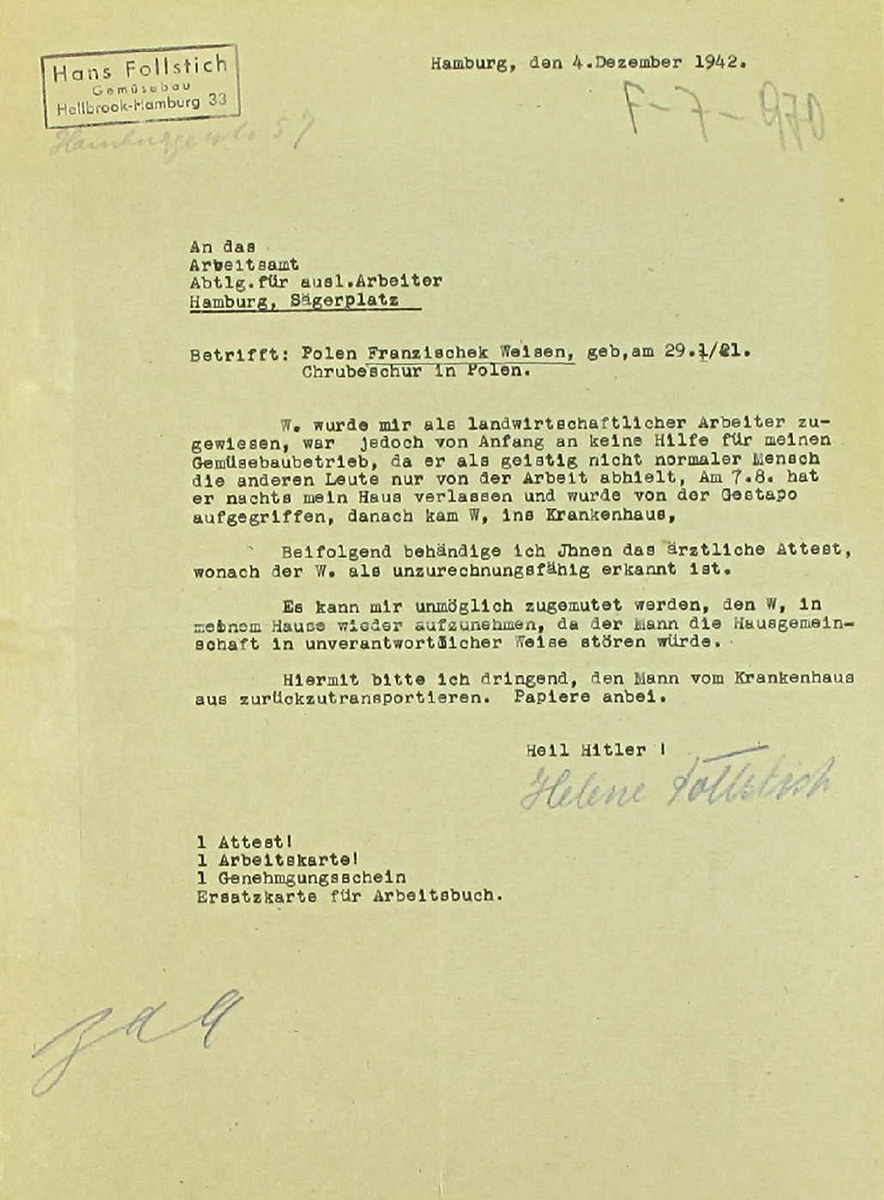 Hans Follstich
Gemüsebau
Hellbrook-Hamburg 33
Hamburg, den 4.Dezember 1942.
F-7-970
An das
Arbeitsamt
Abtlg.für ausl.Arbeiter
Hamburg, Sägerplatz
Betrifft: Polen Franzischek Weisen, geb,am 29.1/21.
Chrubeschur in Polen.
W. wurde mir als landwirtschaftlicher Arbeiter zu-
gewiesen, war jedoch von Anfang an keine Hilfe für meinen
Gemüsebaubetrieb, da er als geistig nicht normaler Mensch
die anderen Leute nur von der Arbeit abhielt, Am 7.8. hat
er nachts mein Haus verlassen und wurde von der Gestapo
aufgegriffen, danach kam W, ins Krankenhaus,
Beifolgend behändige ich Jhnen das ärztliche Attest,
wonach der W. als unzurechnungsfähig erkannt ist.
Es kann mir unmöglich zugemutet werden, den W, in
meinem Hause wieder aufzunehmen, da der Mann die Hausgemein-
schaft in unverantwortlicher Weise stören würde.
Hiermit bitte ich dringend, den Mann vom Krankenhaus
aus zurückzutransportieren. Papiere anbei.
Heil Hitler !
Helene Follstich
1 Attest!
1 Arbeitskarte!
1 Genehmgungsschein
Ersatzkarte für Arbeitsbuch.
zdA